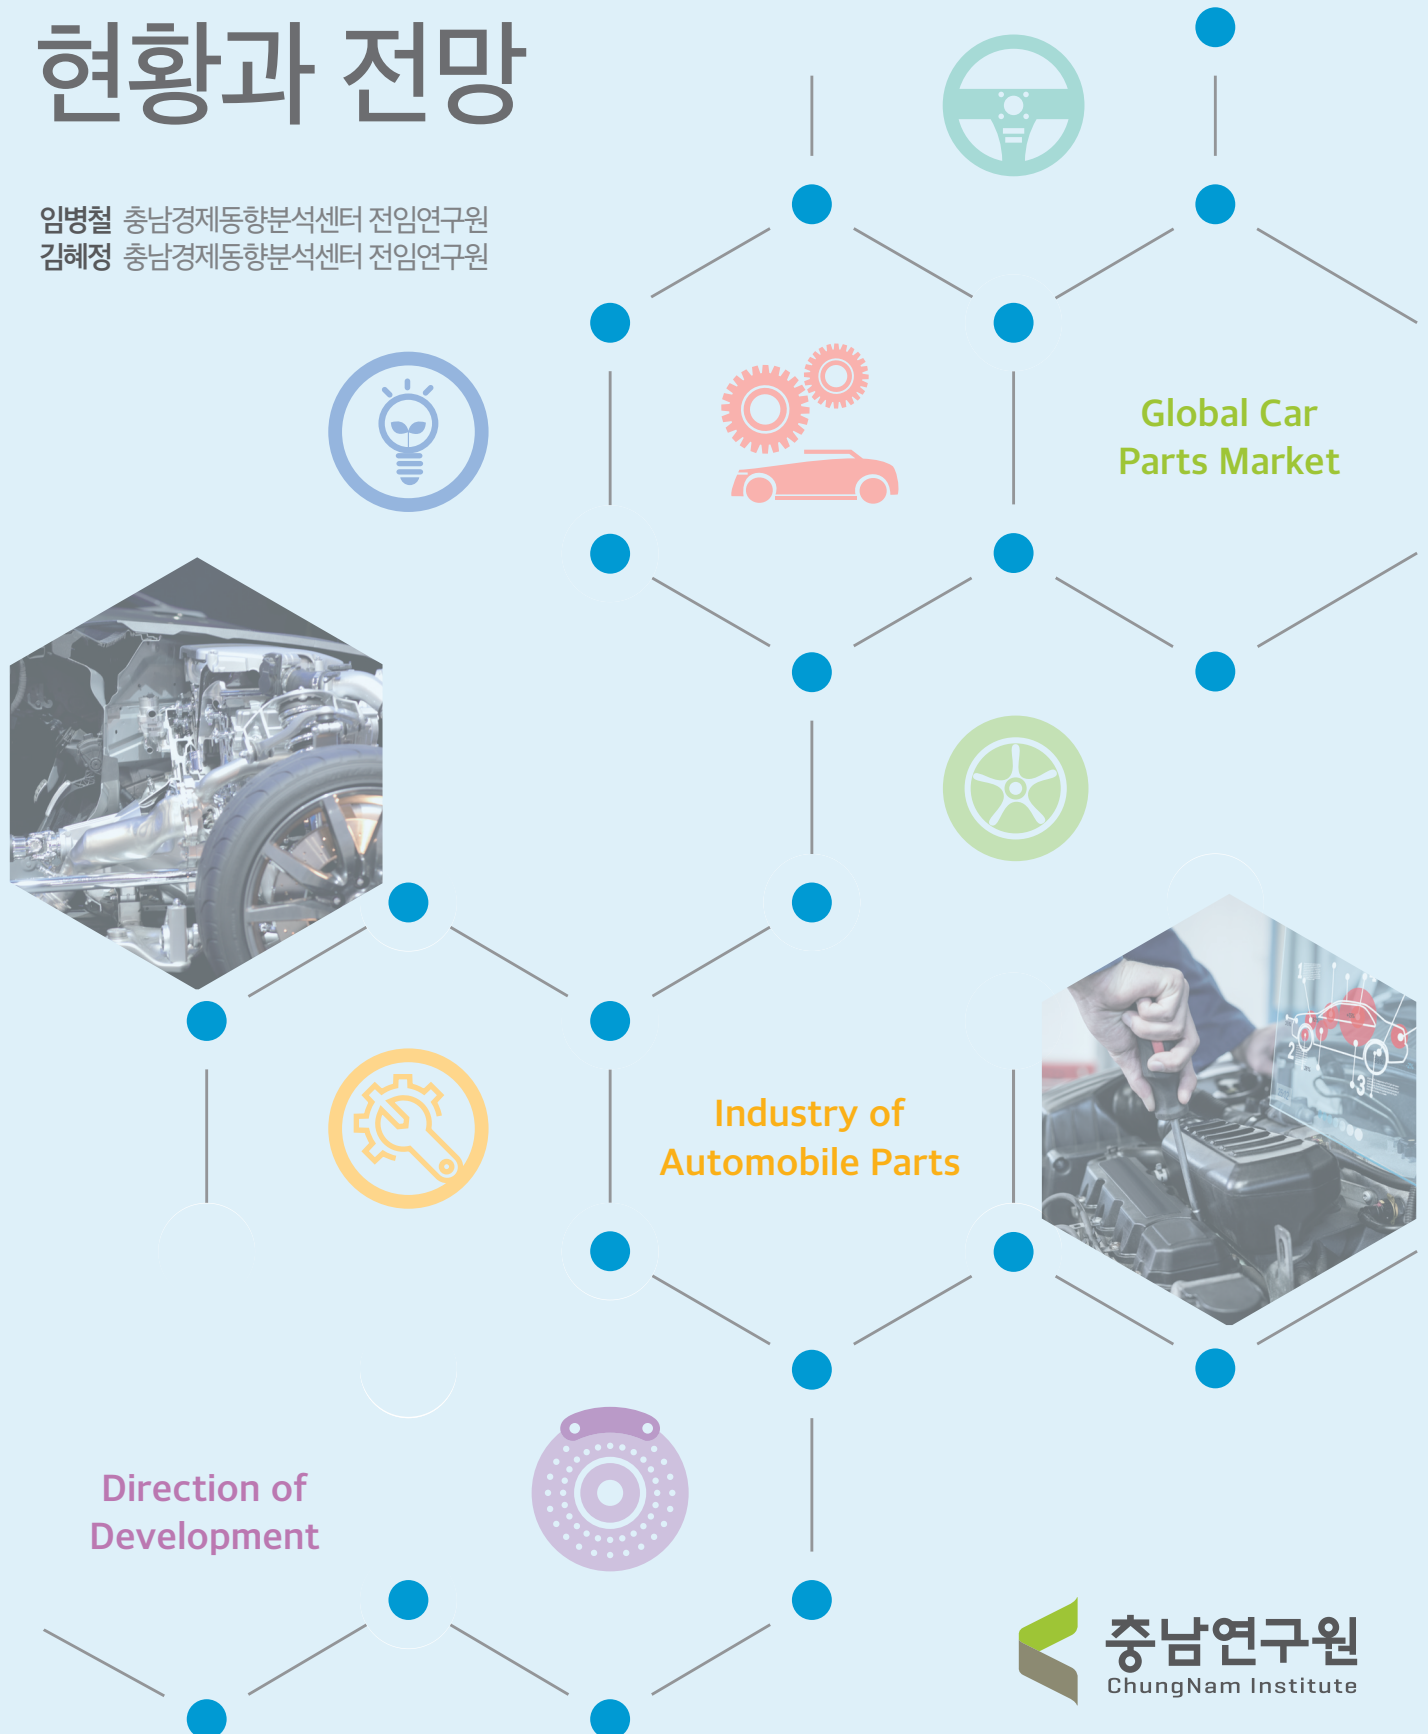 현황과 전망
임병철 충남경제동향분석센터 전임연구원
김혜정 충남경제동향분석센터 전임연구원
Global Car
Parts Market
1
2
3
Industry of
Automobile Parts
Direction of
Development
충남연구원
ChungNam Institute